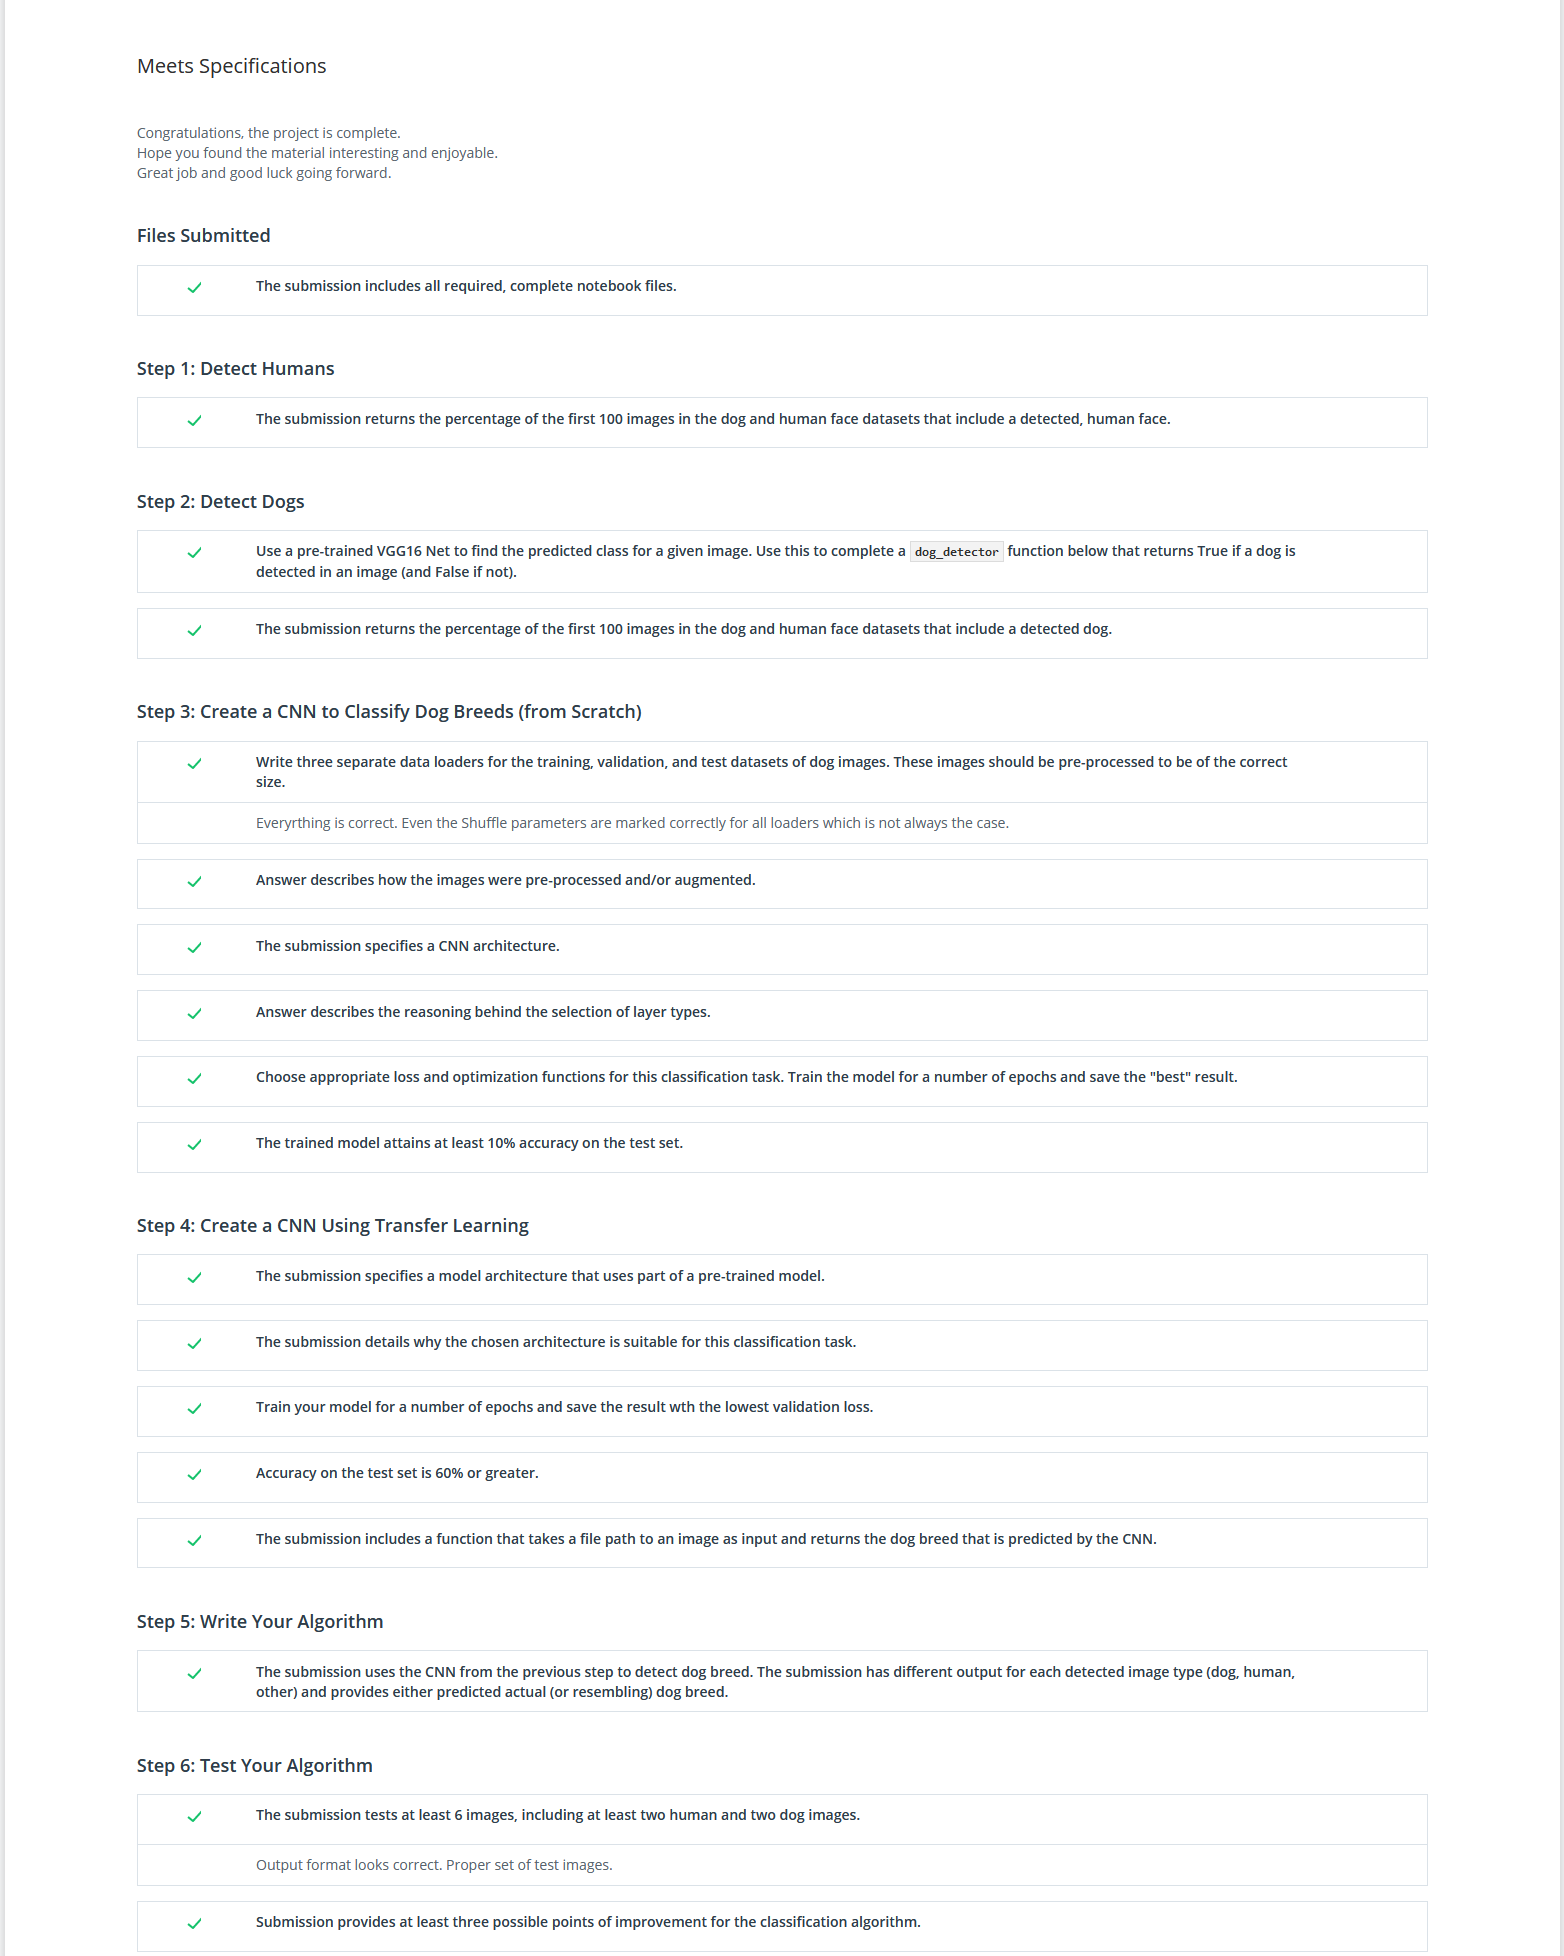 Meets Specifications
Congratulations, the project is complete.
Hope you found the material interesting and enjoyable.
Great job and good luck going forward.
Files Submitted
The submission includes all required, complete notebook files.
Step 1: Detect Humans
The submission returns the percentage of the first 100 images in the dog and human face datasets that include a detected, human face.
Step 2: Detect Dogs
Use a pre-trained VGG16 Net to find the predicted class for a given image. Use this to complete a dog_detector function below that returns True if a dog is
detected in an image (and False if not).
The submission returns the percentage of the first 100 images in the dog and human face datasets that include a detected dog.
Step 3: Create a CNN to Classify Dog Breeds (from Scratch)
Write three separate data loaders for the training, validation, and test datasets of dog images. These images should be pre-processed to be of the correct
size.
Everyrthing is correct. Even the Shuffle parameters are marked correctly for all loaders which is not always the case.
Answer describes how the images were pre-processed and/or augmented.
The submission specifies a CNN architecture.
Answer describes the reasoning behind the selection of layer types.
Choose appropriate loss and optimization functions for this classification task. Train the model for a number of epochs and save the "best" result.
The trained model attains at least 10% accuracy on the test set.
Step 4: Create a CNN Using Transfer Learning
The submission specifies a model architecture that uses part of a pre-trained model.
The submission details why the chosen architecture is suitable for this classification task.
Train your model for a number of epochs and save the result wth the lowest validation loss.
Accuracy on the test set is 60% or greater.
The submission includes a function that takes a file path to an image as input and returns the dog breed that is predicted by the CNN.
Step 5: Write Your Algorithm
The submission uses the CNN from the previous step to detect dog breed. The submission has different output for each detected image type (dog, human,
other) and provides either predicted actual (or resembling) dog breed.
Step 6: Test Your Algorithm
The submission tests at least 6 images, including at least two human and two dog images.
Output format looks correct. Proper set of test images.
Submission provides at least three possible points of improvement for the classification algorithm.